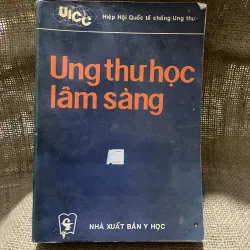 UICC
Hiệp Hội Quốc tế chống Ung thư
Ung thư học
lâm sàng
NHÀ XUẤT BẢN Y HỌC